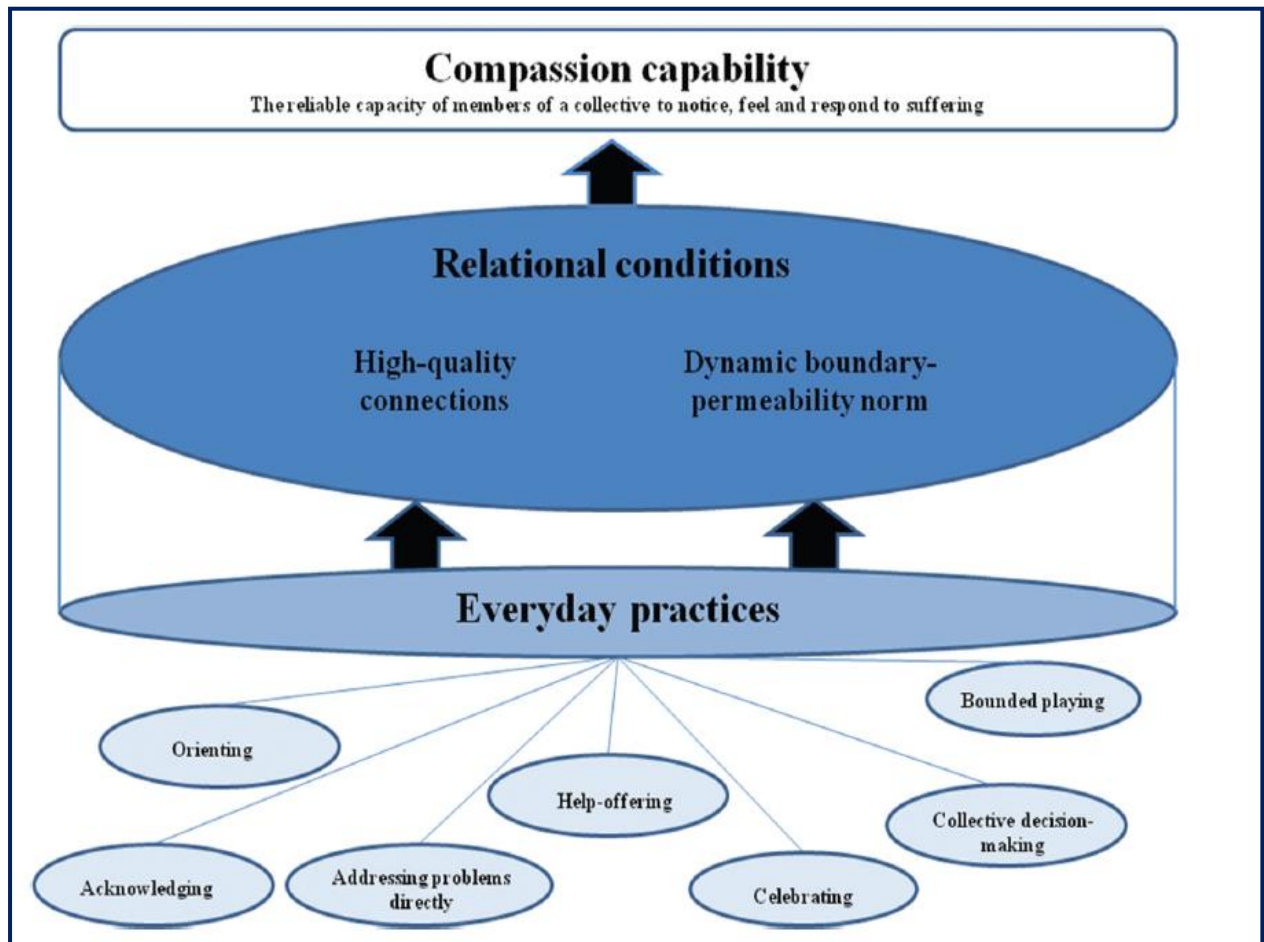 Compassion capability
The reliable capacity of members of a collective to notice, feel and respond to suffering
Relational conditions
High-quality
connections
Dynamic boundary-
permeability norm
Everyday practices
Bounded playing
Orienting
Help-offering
Collective decision-
making
Acknowledging
Addressing problems
directly
Celebrating